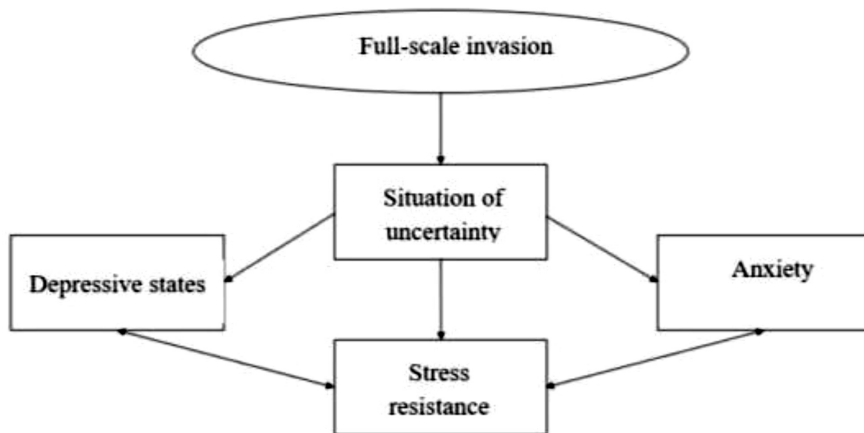 Full-scale invasion
Situation of
uncertainty
Depressive states
Anxiety
Stress
resistance